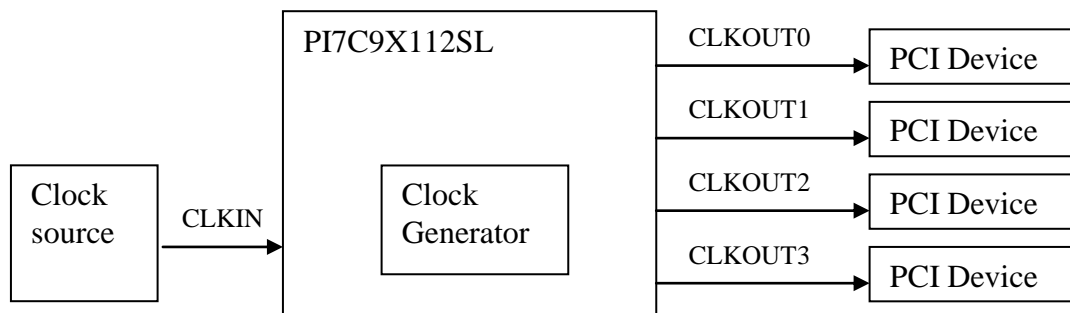 PI7C9X112SL
CLKOUT0
PCI Device
CLKOUT1
PCI Device
Clock
source
CLKIN
Clock
Generator
CLKOUT2
PCI Device
CLKOUT3
PCI Device